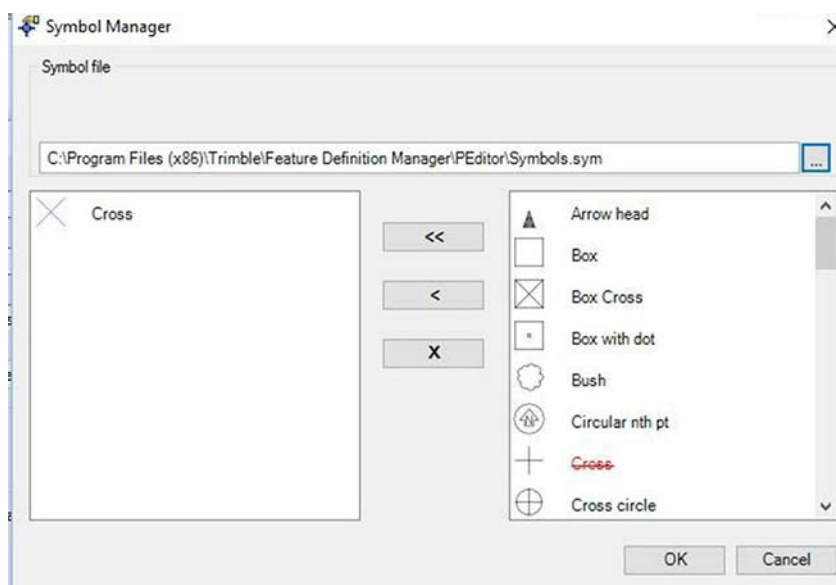 Symbol Manager
Symbol file
C:\Program Files (x86)\Trimble\Feature Definition Manager\PEditor\Symbols.sym
...
Cross
<<
<
X
Arrow head
Box
Box Cross
Box with dot
Bush
Circular nth pt
Cross
Cross circle
OK
Cancel